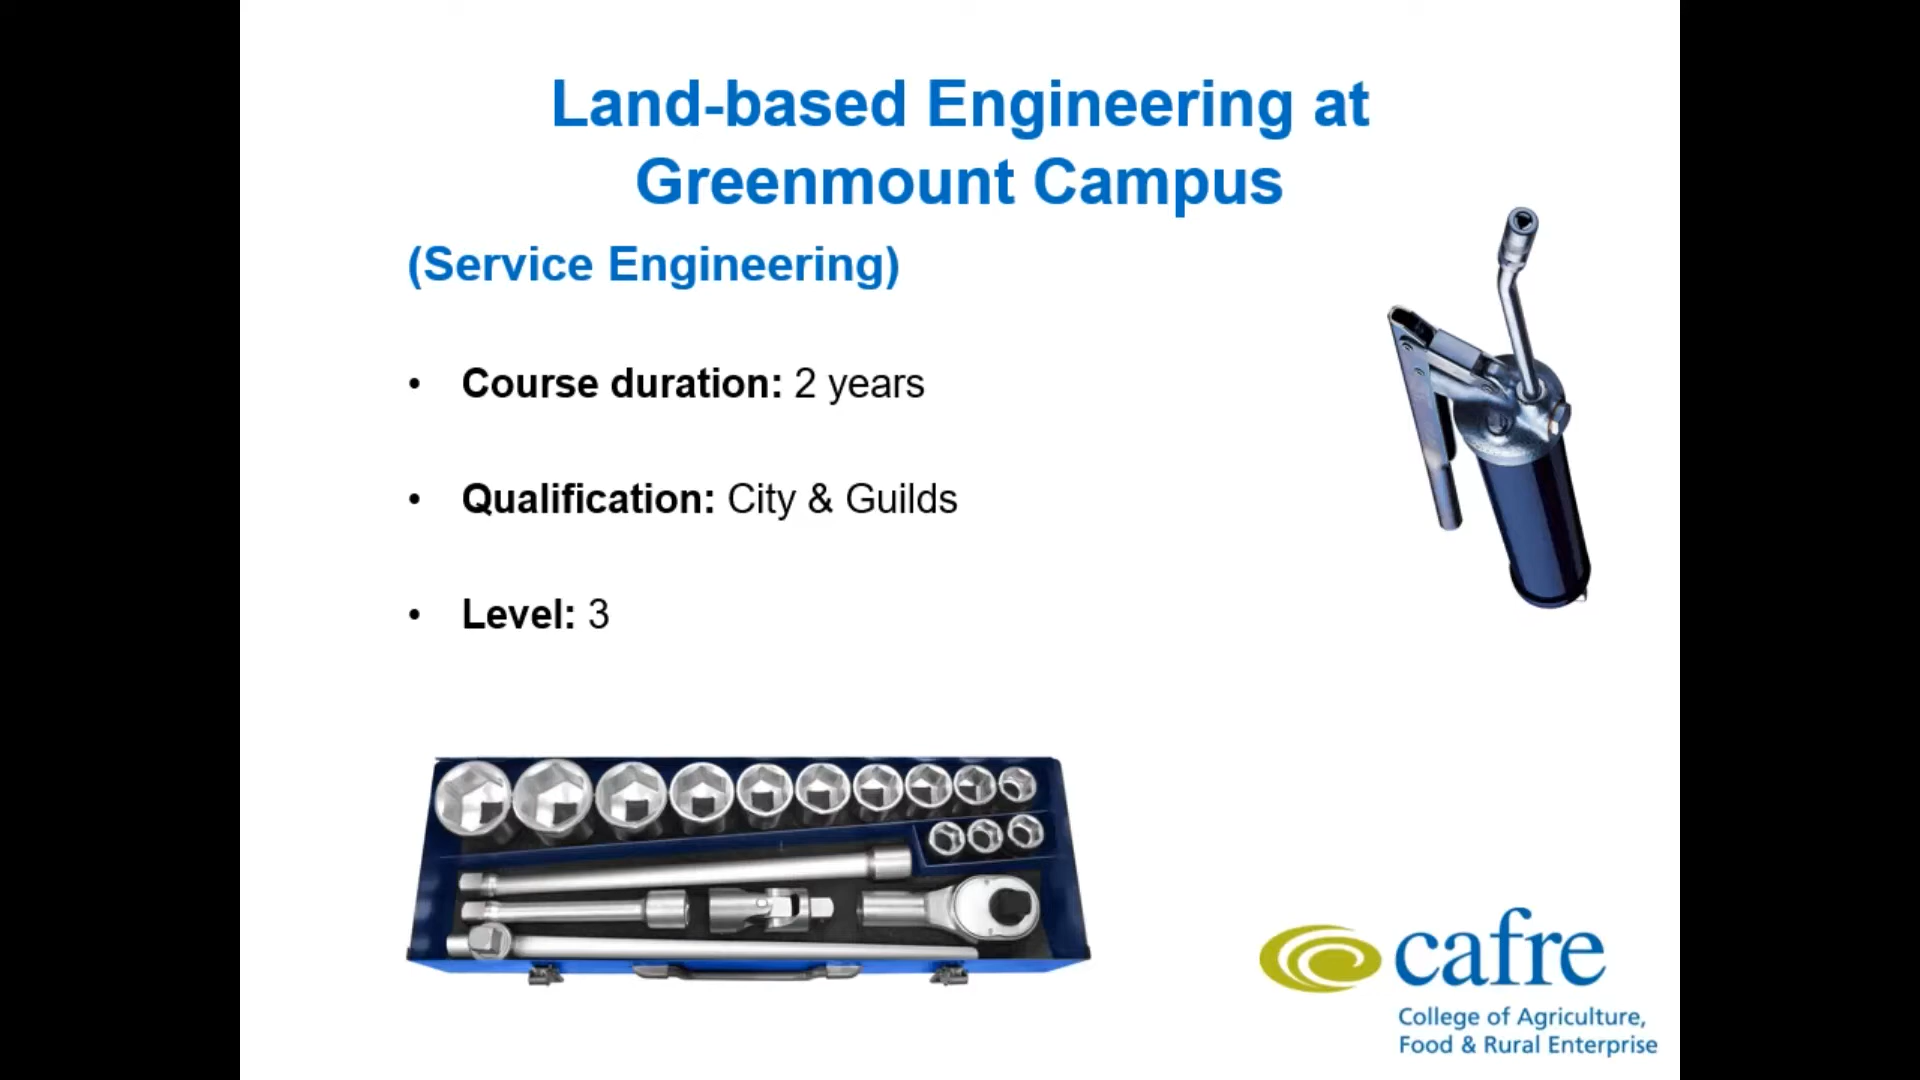 Land-based Engineering at
Greenmount Campus
(Service Engineering)
• Course duration: 2 years
• Qualification: City & Guilds
• Level: 3
cafre
College of Agriculture,
Food & Rural Enterprise